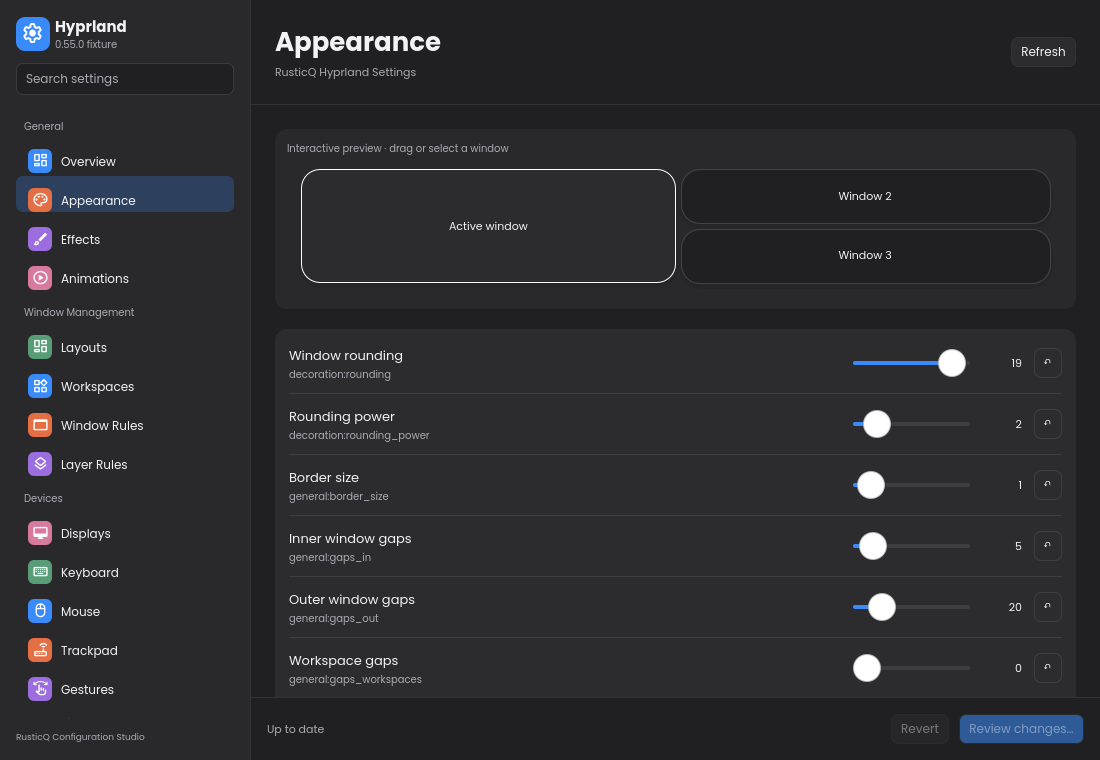 Hyprland
0.55.0 fixture
Search settings
General
Overview
Appearance
Effects
Animations
Window Management
Layouts
Workspaces
Window Rules
Layer Rules
Devices
Displays
Keyboard
Mouse
Trackpad
Gestures
RusticQ Configuration Studio
Appearance
RusticQ Hyprland Settings
Refresh
Interactive preview · drag or select a window
Active window
Window 2
Window 3
Window rounding
decoration:rounding
19
Rounding power
decoration:rounding_power
2
Border size
general:border_size
1
Inner window gaps
general:gaps_in
5
Outer window gaps
general:gaps_out
20
Workspace gaps
general:gaps_workspaces
0
Up to date
Revert
Review changes...